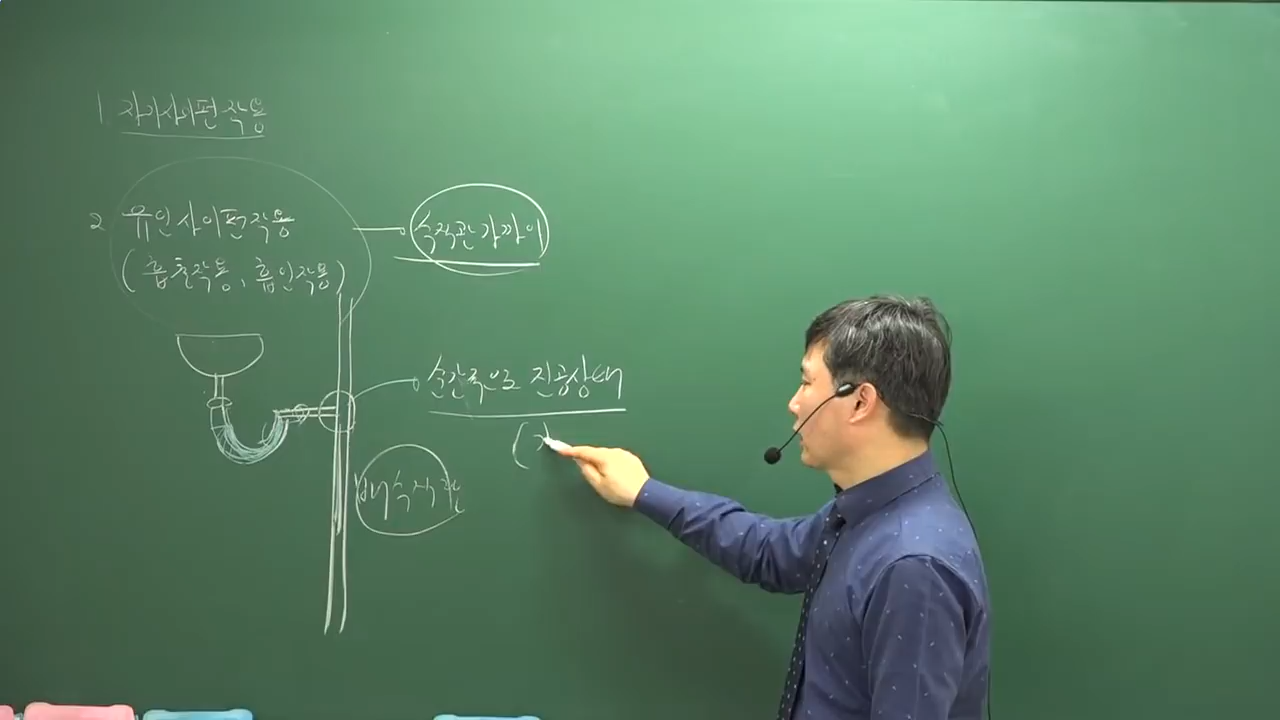 1 자기사이펀작용
2 유인사이펀작용
(흡출작용, 흡인작용)
수직관 가까이
순간적으로 진공상태
(
배수수직관